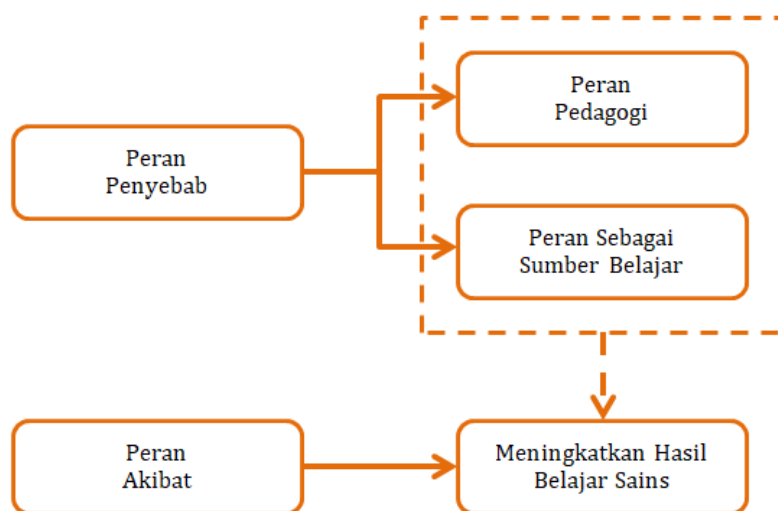 Peran
Pedagogi
Peran
Penyebab
Peran Sebagai
Sumber Belajar
Peran
Akibat
Meningkatkan Hasil
Belajar Sains